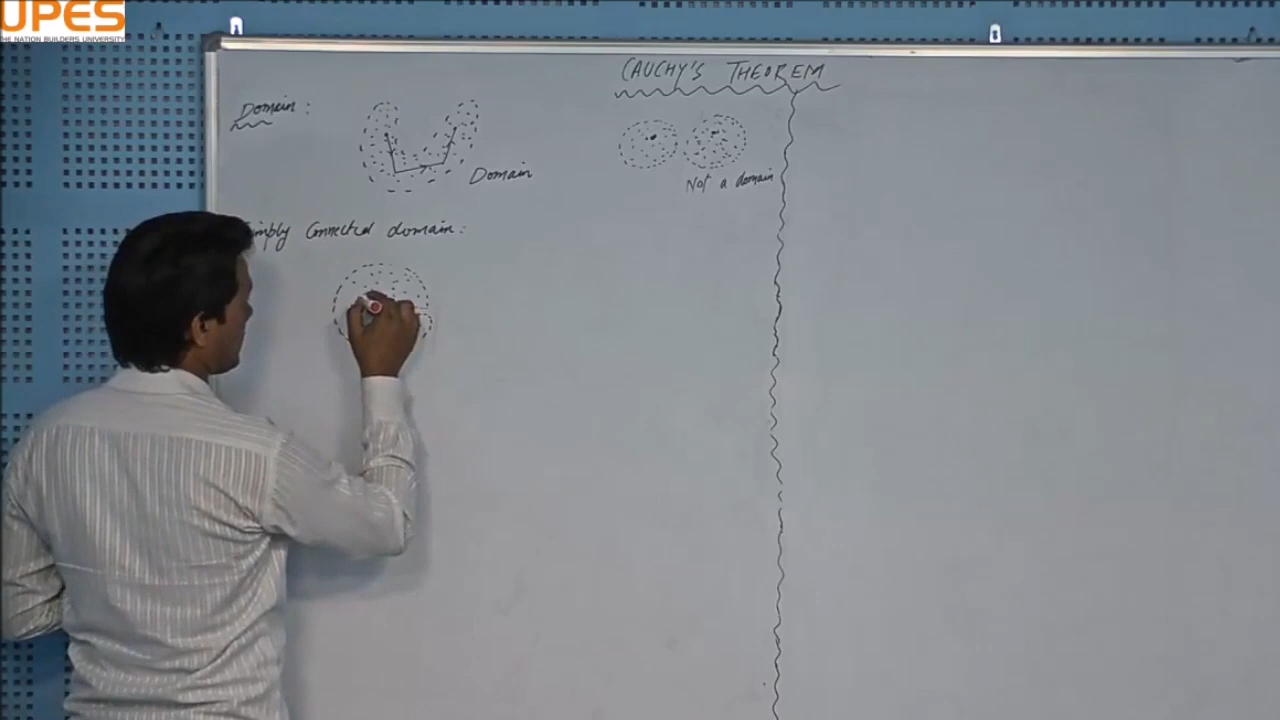 UPES
THE NATION BUILDERS UNIVERSITY
CAUCHY'S THEOREM
Domain:
Domain
Not a domain
Connected domain: